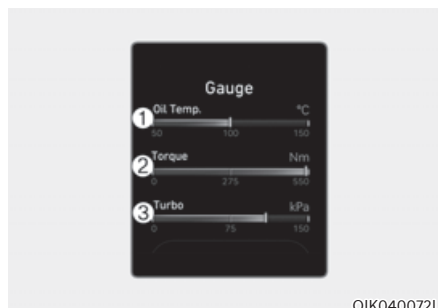 Gauge
① Oil Temp. °C
50 100 150
② Torque Nm
0 275 550
③ Turbo kPa
0 75 150
OIK040072L